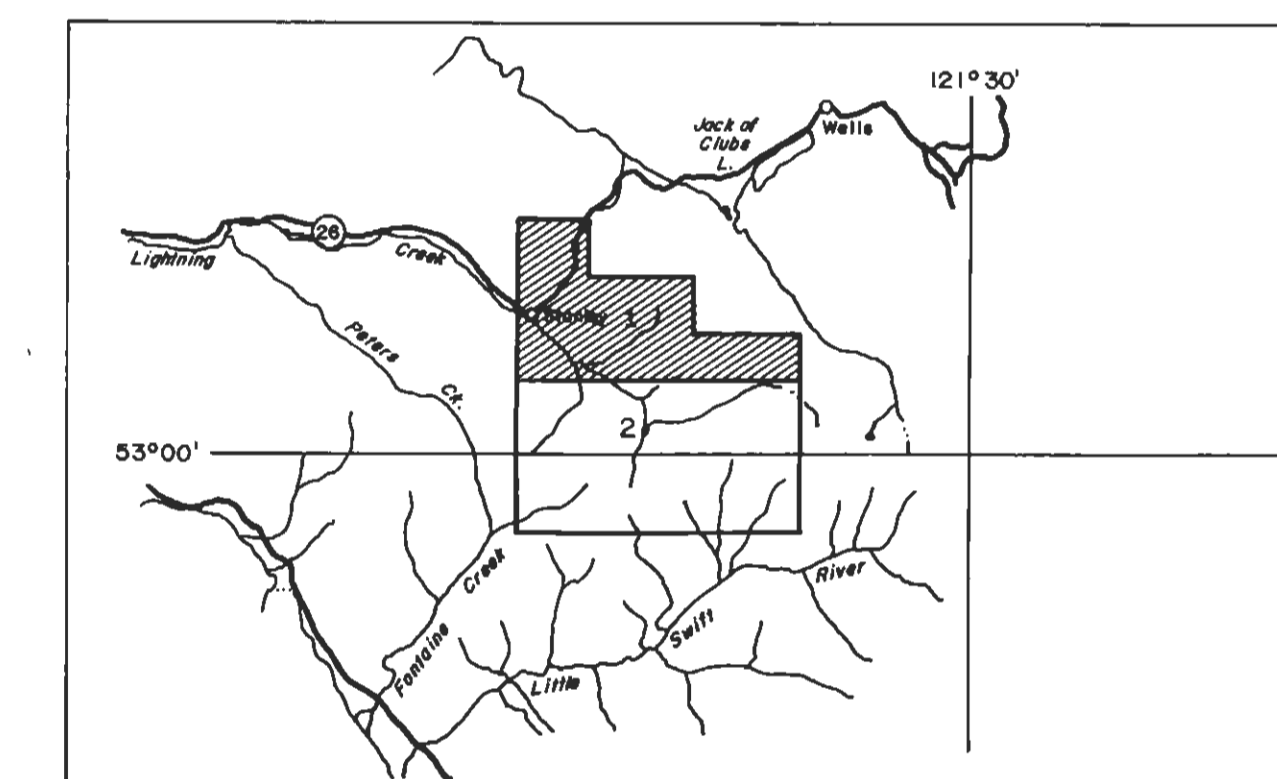 121° 30'
Jack of
Clubs
L.
Wells
26
Lightning
Creek
Stanley 1
Peters
Ck.
2
53°00'
Fontaine
Creek
Little
Swift
River